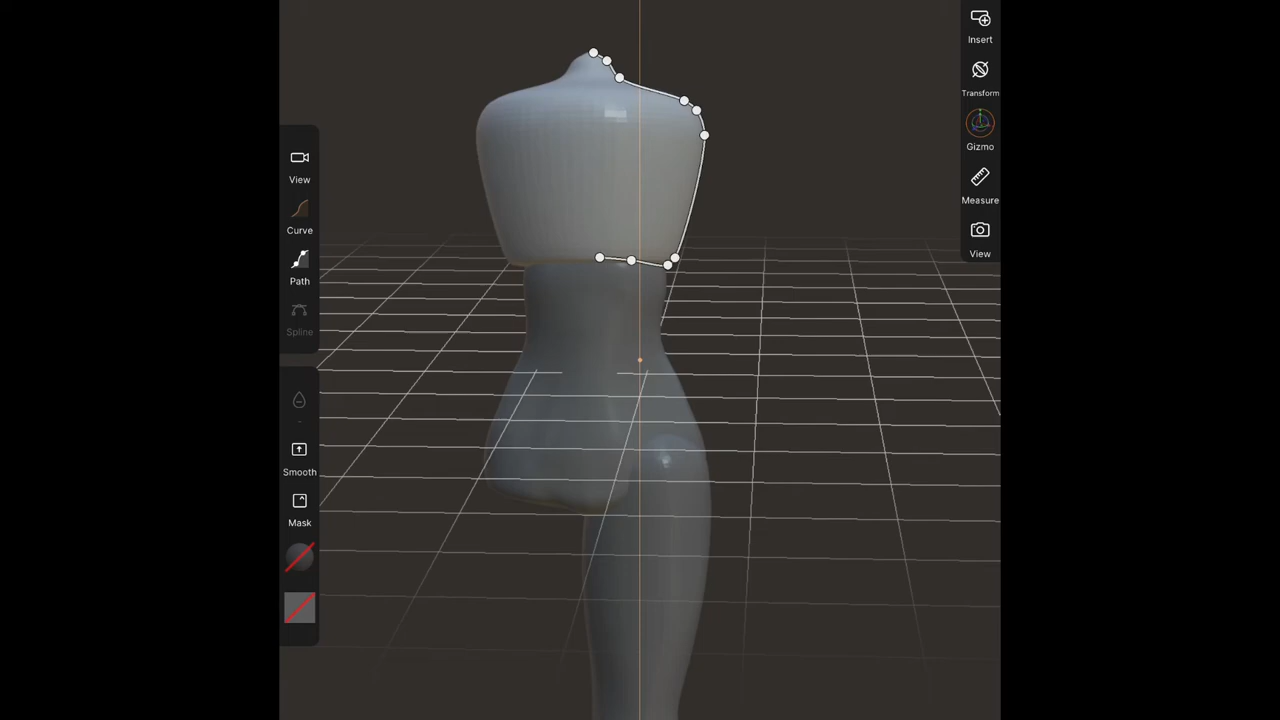 View
Curve
Path
Spline
-
Smooth
Mask
Insert
Transform
Gizmo
Measure
View